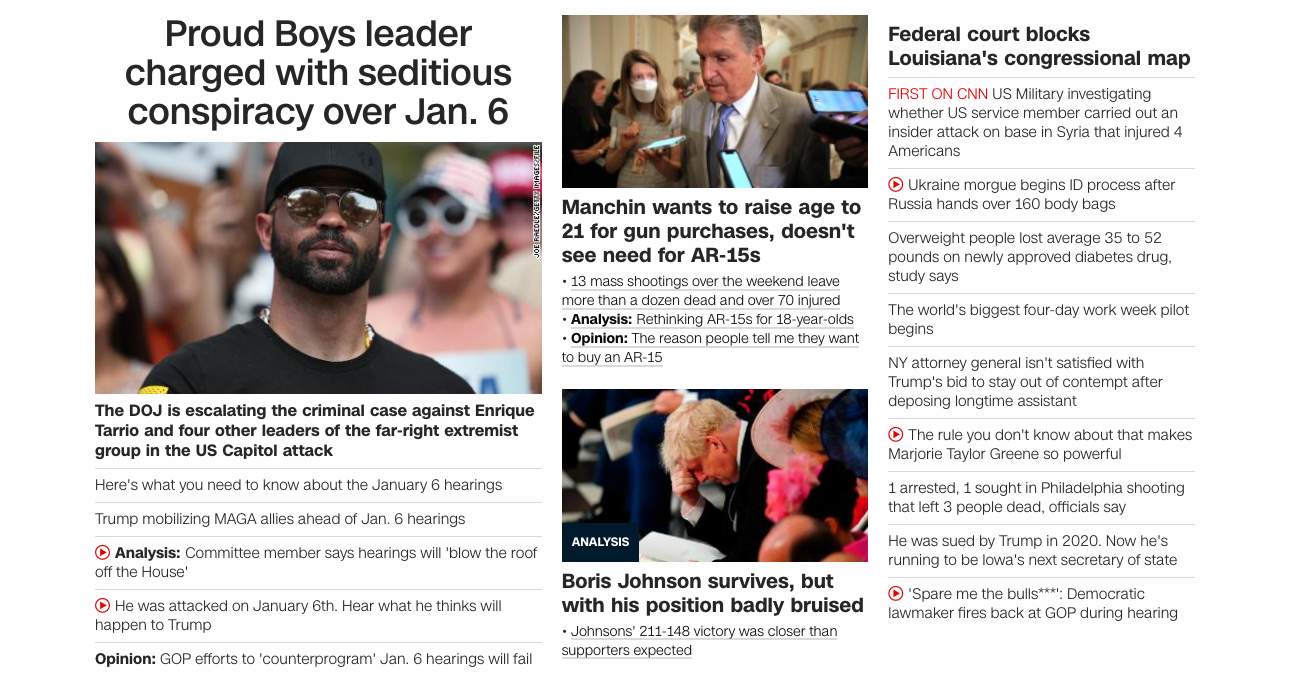 Proud Boys leader
charged with seditious
conspiracy over Jan. 6
JOE RAEDLE/GETTY IMAGES/FILE
The DOJ is escalating the criminal case against Enrique
Tarrio and four other leaders of the far-right extremist
group in the US Capitol attack
Here's what you need to know about the January 6 hearings
Trump mobilizing MAGA allies ahead of Jan. 6 hearings
Analysis: Committee member says hearings will 'blow the roof
off the House'
He was attacked on January 6th. Hear what he thinks will
happen to Trump
Opinion: GOP efforts to 'counterprogram' Jan. 6 hearings will fail
Manchin wants to raise age to
21 for gun purchases, doesn't
see need for AR-15s
• 13 mass shootings over the weekend leave
more than a dozen dead and over 70 injured
• Analysis: Rethinking AR-15s for 18-year-olds
• Opinion: The reason people tell me they want
to buy an AR-15
ANALYSIS
Boris Johnson survives, but
with his position badly bruised
• Johnsons' 211-148 victory was closer than
supporters expected
Federal court blocks
Louisiana's congressional map
FIRST ON CNN US Military investigating
whether US service member carried out an
insider attack on base in Syria that injured 4
Americans
Ukraine morgue begins ID process after
Russia hands over 160 body bags
Overweight people lost average 35 to 52
pounds on newly approved diabetes drug,
study says
The world's biggest four-day work week pilot
begins
NY attorney general isn't satisfied with
Trump's bid to stay out of contempt after
deposing longtime assistant
The rule you don't know about that makes
Marjorie Taylor Greene so powerful
1 arrested, 1 sought in Philadelphia shooting
that left 3 people dead, officials say
He was sued by Trump in 2020. Now he's
running to be Iowa's next secretary of state
'Spare me the bulls***': Democratic
lawmaker fires back at GOP during hearing